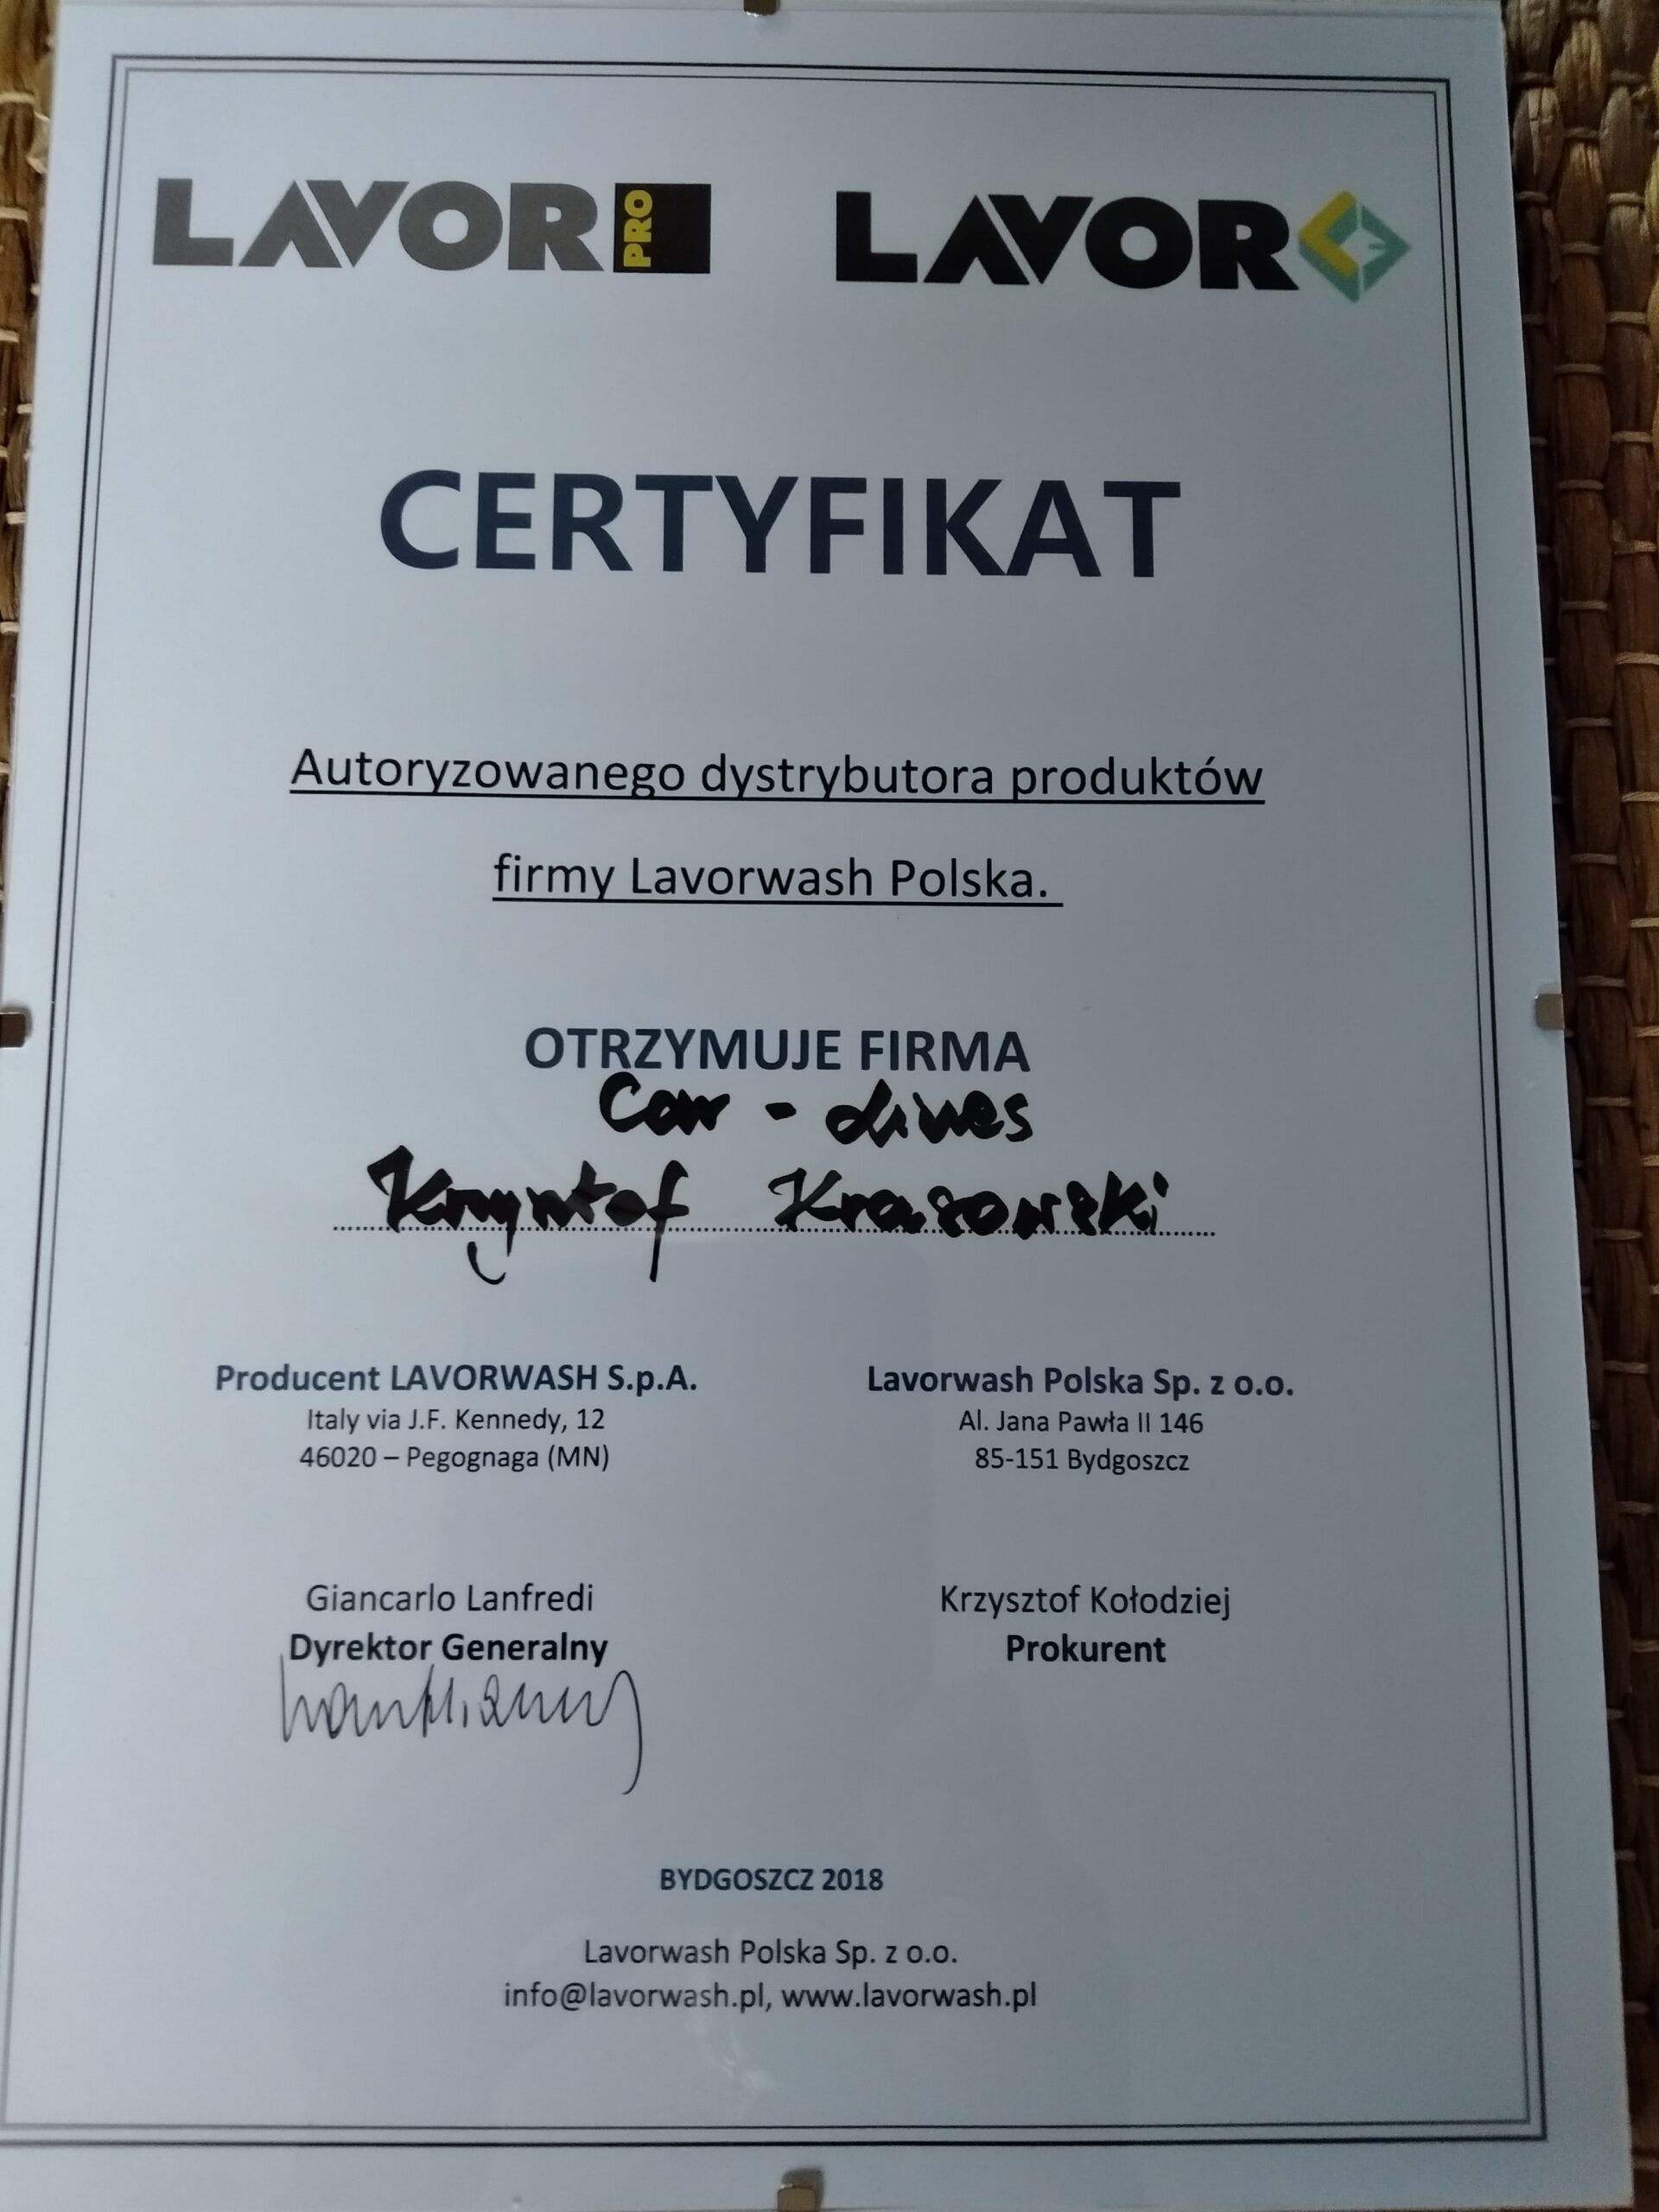 LAVOR PRO LAVOR
CERTYFIKAT
Autoryzowanego dystrybutora produktów
firmy Lavorwash Polska.
OTRZYMUJE FIRMA
Car - Lines
Krzysztof Krasowski
Producent LAVORWASH S.p.A.
Italy via J.F. Kennedy, 12
46020 – Pegognaga (MN)
Lavorwash Polska Sp. z o.o.
Al. Jana Pawła II 146
85-151 Bydgoszcz
Giancarlo Lanfredi
Dyrektor Generalny
Krzysztof Kołodziej
Prokurent
BYDGOSZCZ 2018
Lavorwash Polska Sp. z o.o.
info@lavorwash.pl, www.lavorwash.pl